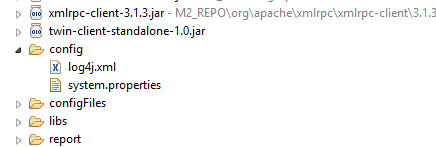 xmlrpc-client-3.1.3.jar - M2_REPO\org\apache\xmlrpc\xmlrpc-client\3.1.3
twin-client-standalone-1.0.jar
config
log4j.xml
system.properties
configFiles
libs
report